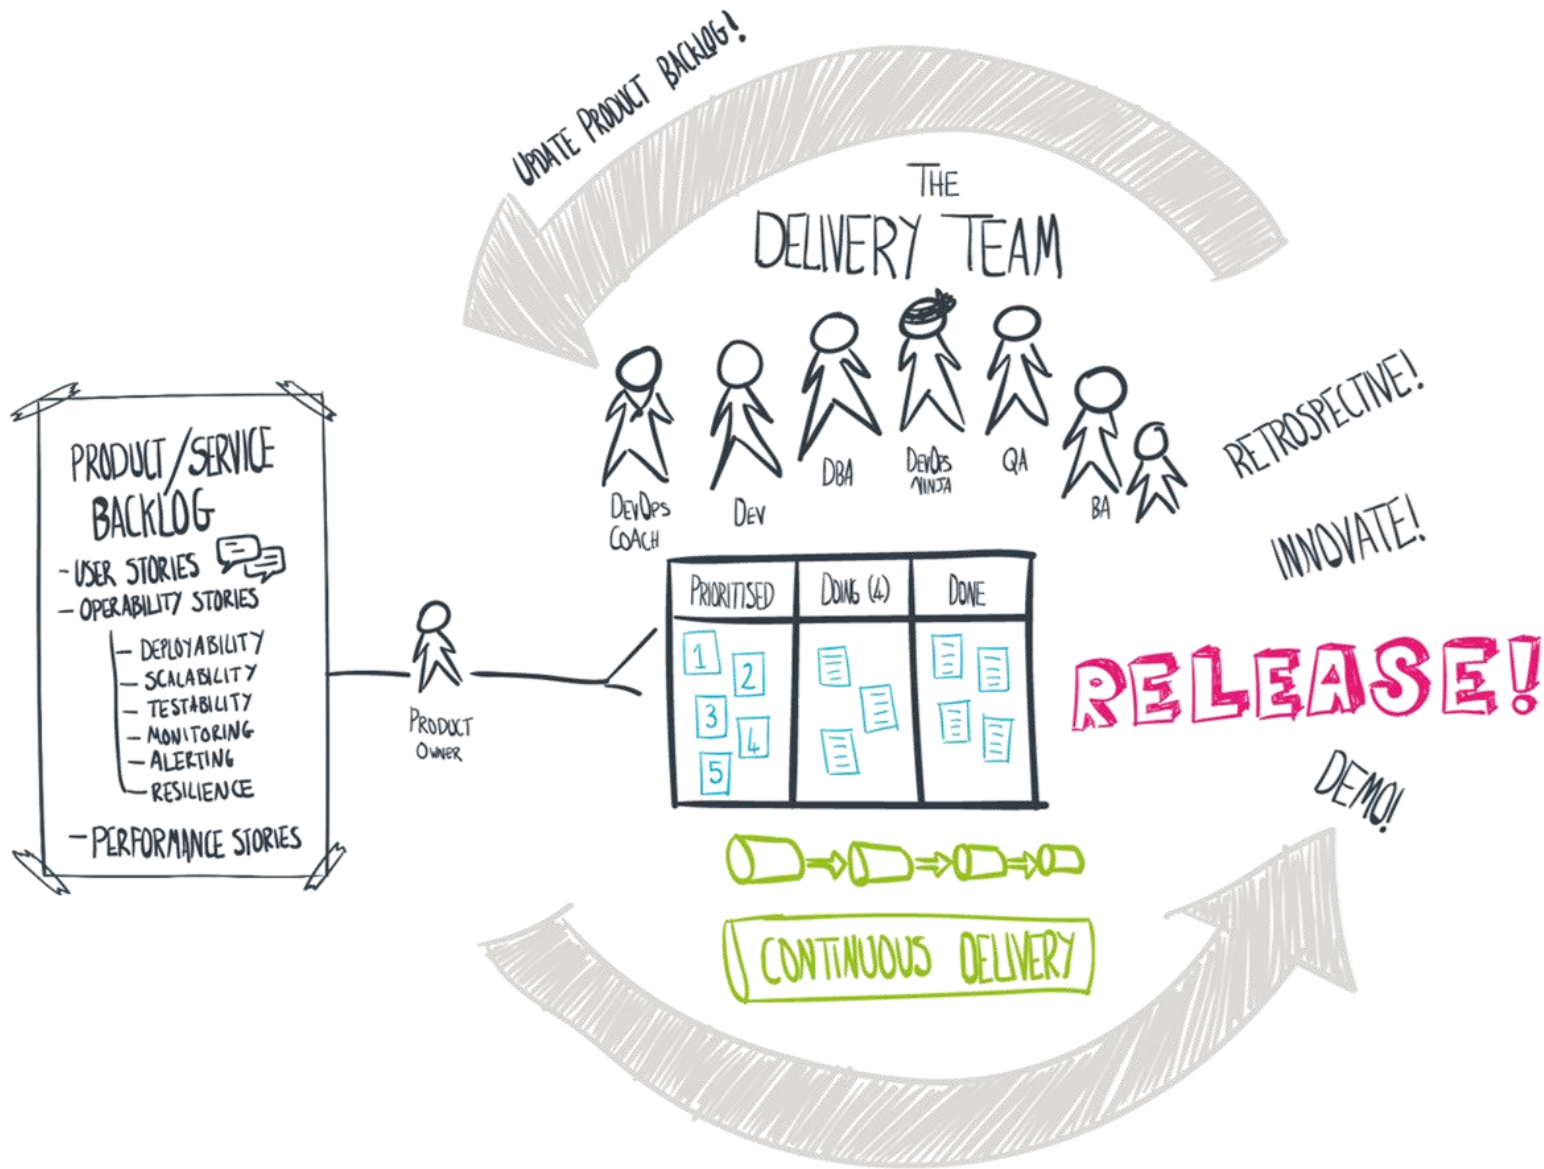 UPDATE PRODUCT BACKLOG!
THE
DELIVERY TEAM
DEVOPS
COACH
DEV
DBA
DEVOPS
NINJA
QA
BA
PRODUCT/SERVICE
BACKLOG
- USER STORIES
- OPERABILITY STORIES
- DEPLOYABILITY
- SCALABILITY
- TESTABILITY
- MONITORING
- ALERTING
- RESILIENCE
- PERFORMANCE STORIES
PRODUCT
OWNER
PRIORITISED
DOING (4)
DONE
1
2
3
4
5
CONTINUOUS DELIVERY
RETROSPECTIVE!
INNOVATE!
RELEASE!
DEMO!